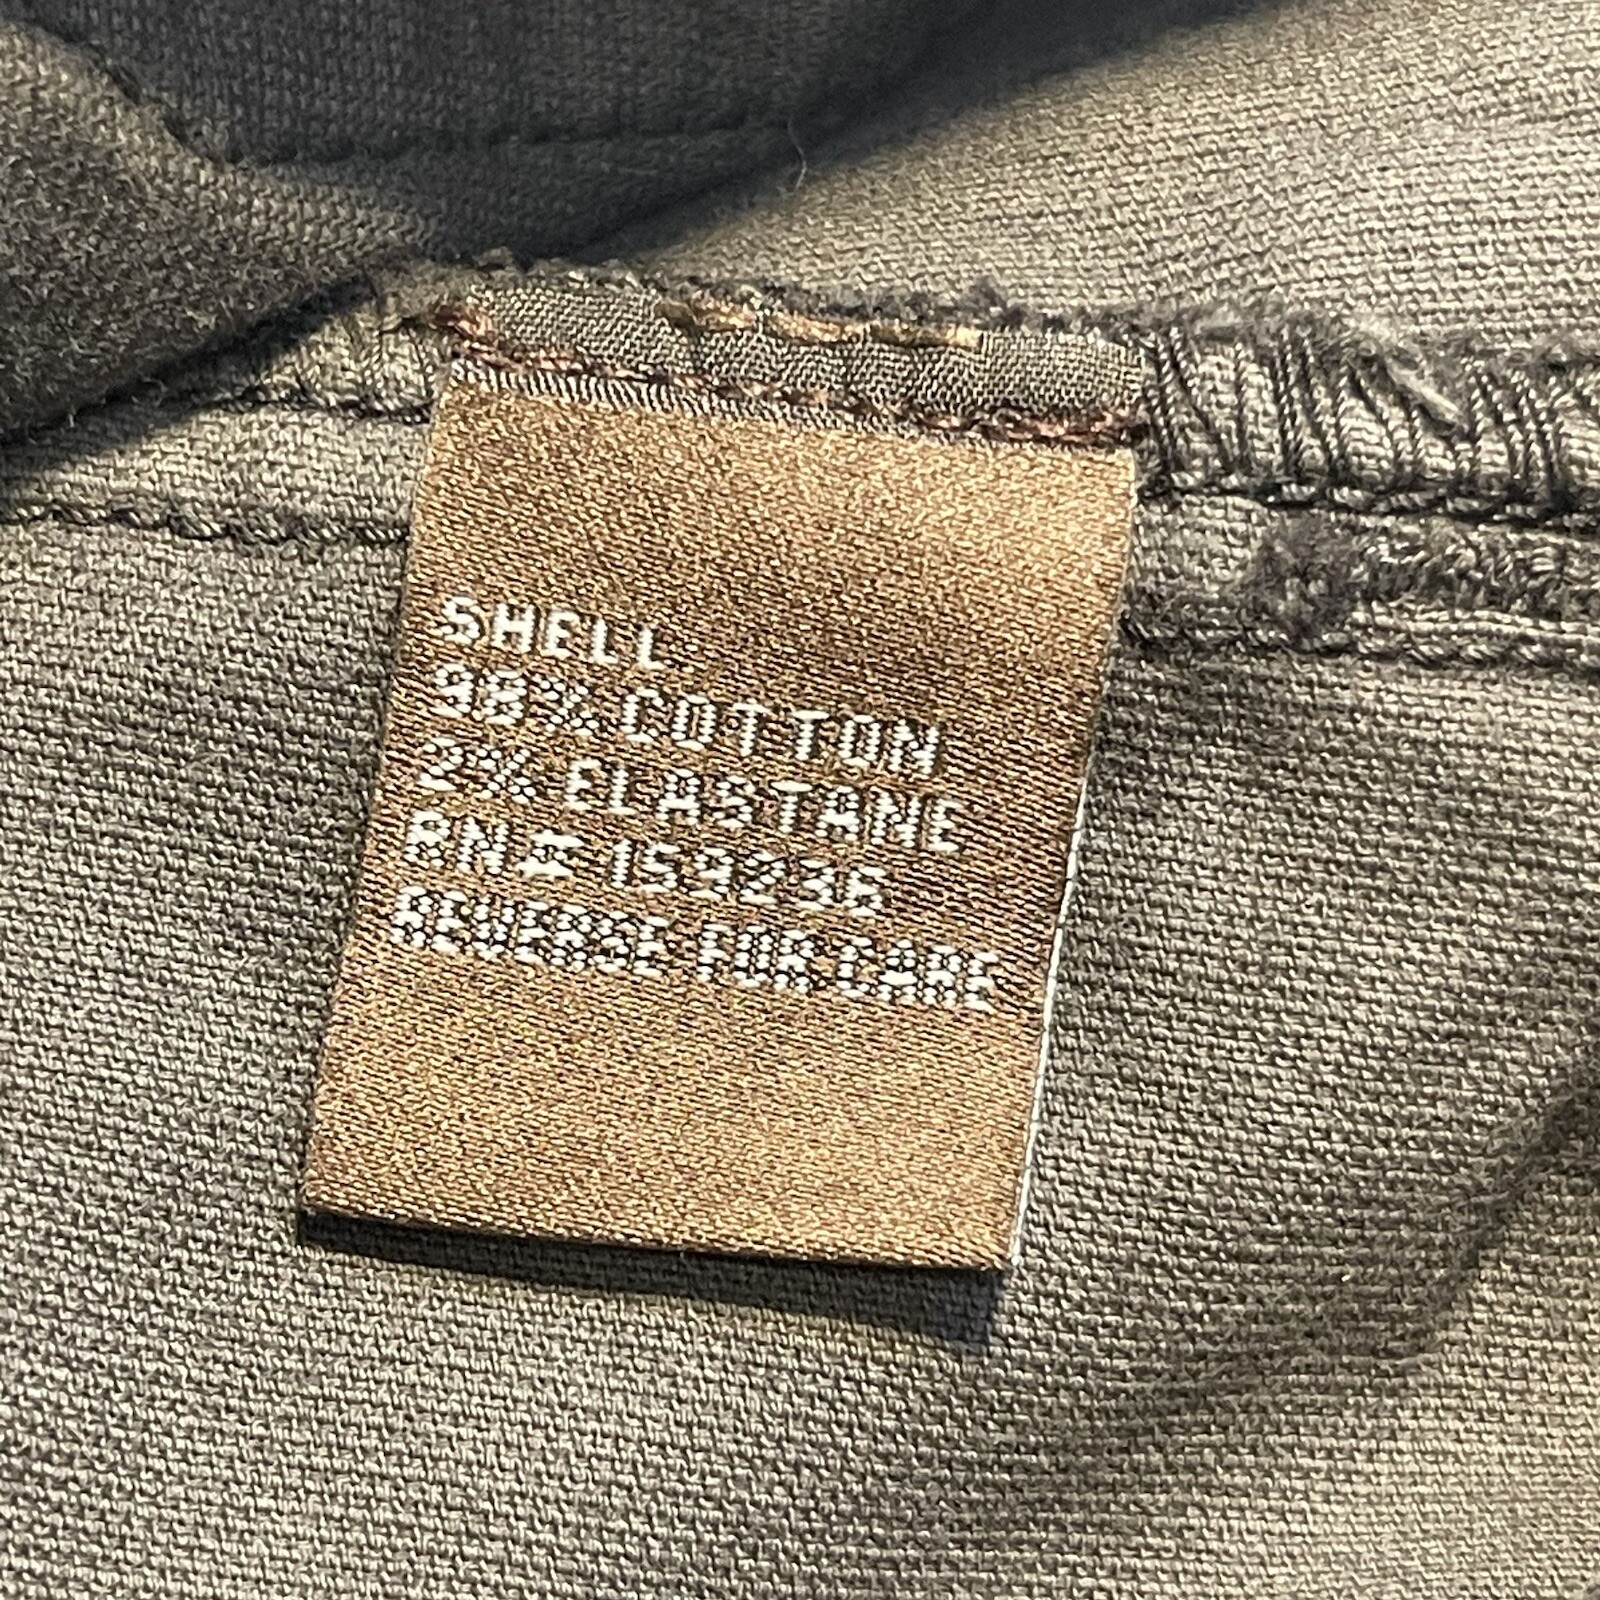 SHELL
98% COTTON
2% ELASTANE
RN# 159236
REVERSE FOR CARE